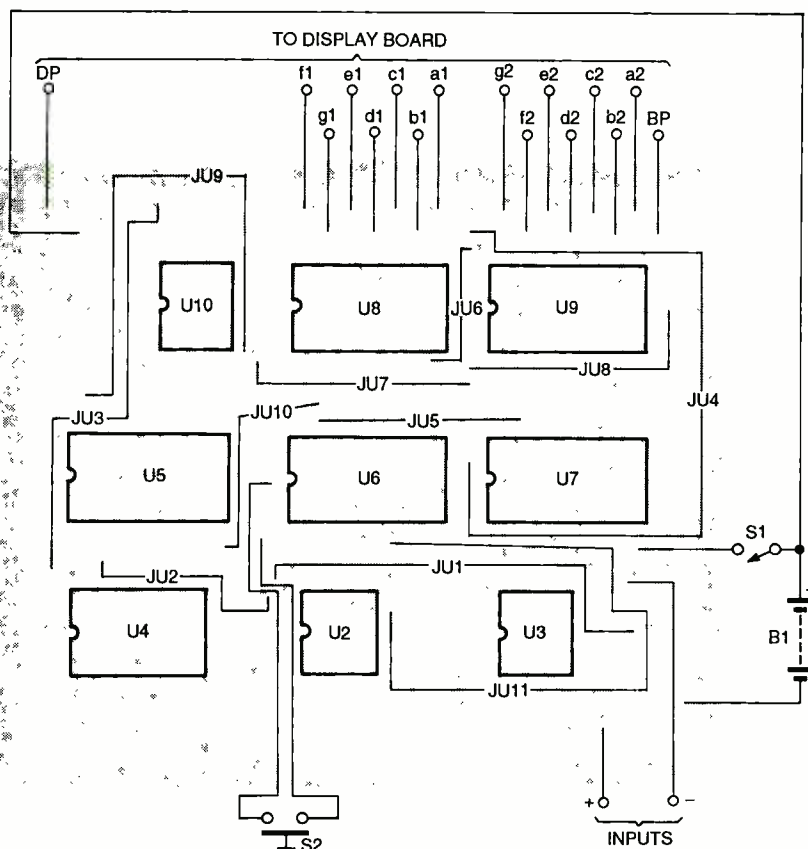 TO DISPLAY BOARD
DP f1 e1 c1 a1 g2 e2 c2 a2
g1 d1 b1 f2 d2 b2 BP
JU9
U10 U8 JU6 U9
JU8
JU7
JU3 JU10 JU5 JU4
U5 U6 U7
S1
JU1
JU2
U4 U2 U3 B1
JU11
+ −
S2 INPUTS